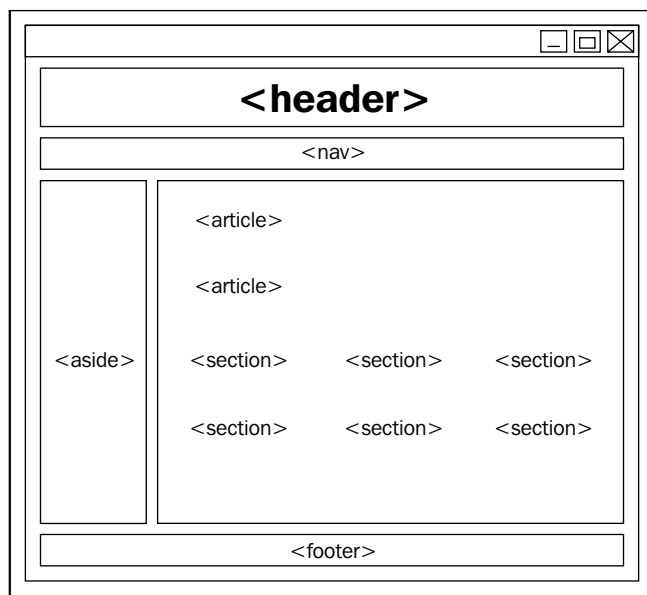 <header>
<nav>
<article>
<article>
<aside> <section> <section> <section>
<section> <section> <section>
<footer>